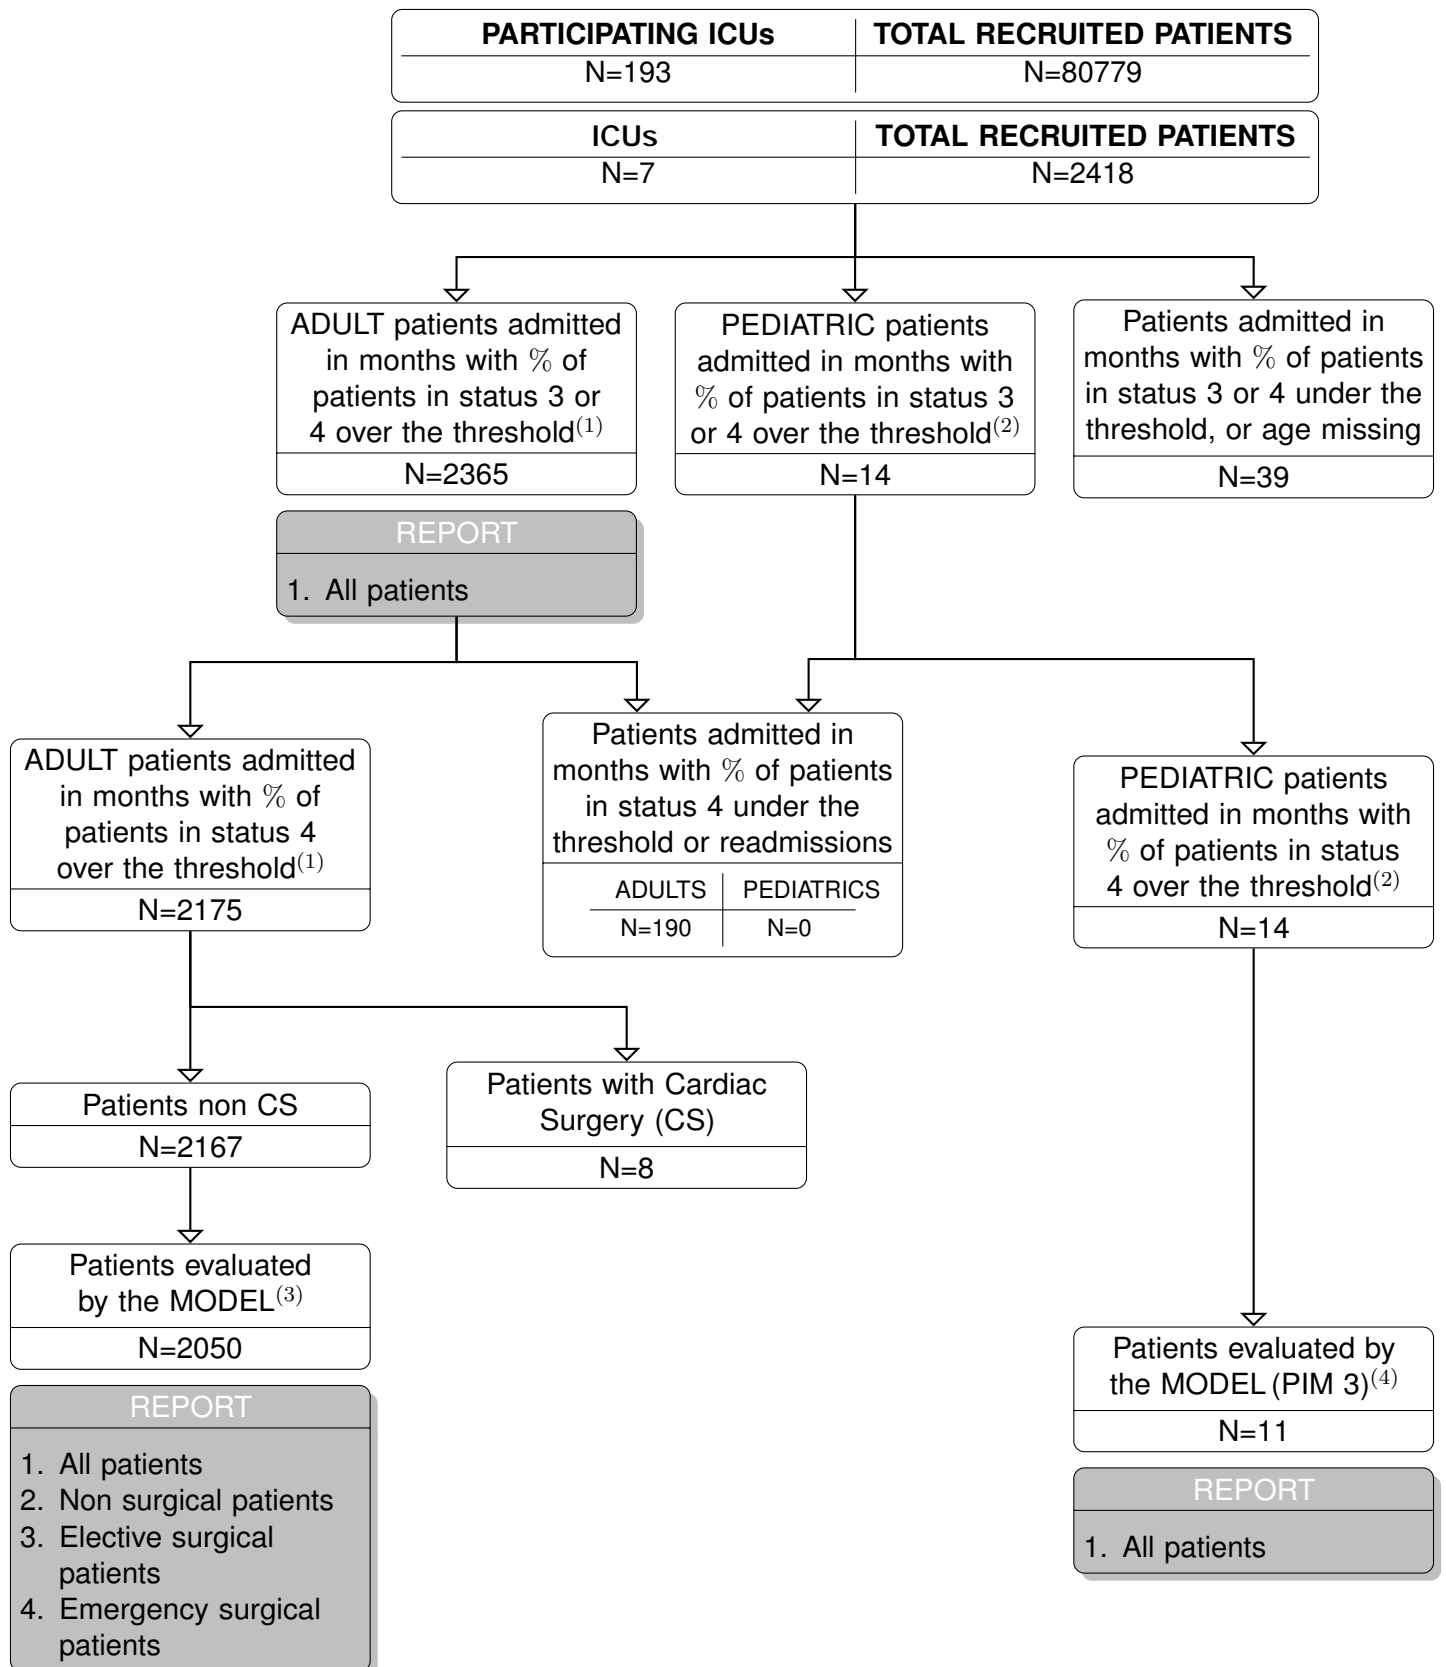 PARTICIPATING ICUs TOTAL RECRUITED PATIENTS
N=193 N=80779
ICUs TOTAL RECRUITED PATIENTS
N=7 N=2418
ADULT patients admitted
in months with % of
patients in status 3 or
4 over the threshold(1)
N=2365
PEDIATRIC patients
admitted in months with
% of patients in status 3
or 4 over the threshold(2)
N=14
Patients admitted in
months with % of patients
in status 3 or 4 under the
threshold, or age missing
N=39
REPORT
1. All patients
ADULT patients admitted
in months with % of
patients in status 4
over the threshold(1)
N=2175
Patients admitted in
months with % of patients
in status 4 under the
threshold or readmissions
ADULTS PEDIATRICS
N=190 N=0
PEDIATRIC patients
admitted in months with
% of patients in status
4 over the threshold(2)
N=14
Patients non CS
N=2167
Patients with Cardiac
Surgery (CS)
N=8
Patients evaluated
by the MODEL(3)
N=2050
REPORT
1. All patients
2. Non surgical patients
3. Elective surgical
patients
4. Emergency surgical
patients
Patients evaluated by
the MODEL (PIM 3)(4)
N=11
REPORT
1. All patients